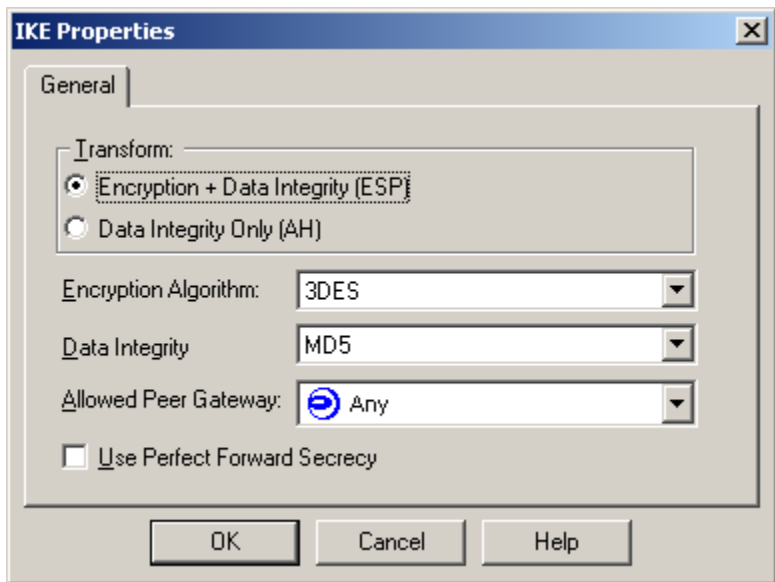 IKE Properties
General
Transform:
Encryption + Data Integrity (ESP)
Data Integrity Only (AH)
Encryption Algorithm: 3DES
Data Integrity MD5
Allowed Peer Gateway: Any
Use Perfect Forward Secrecy
OK Cancel Help